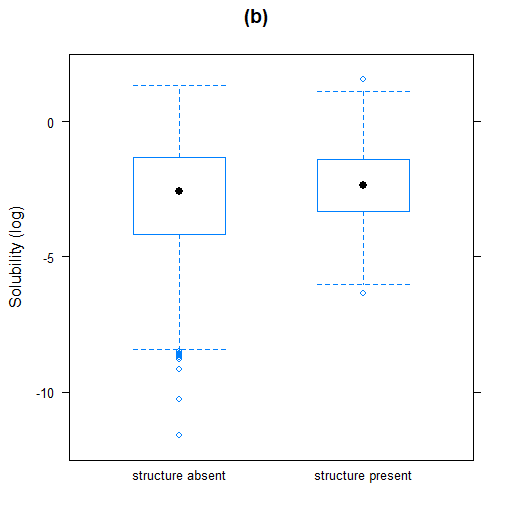 (b)
0
-5
-10
Solubility (log)
structure absent
structure present